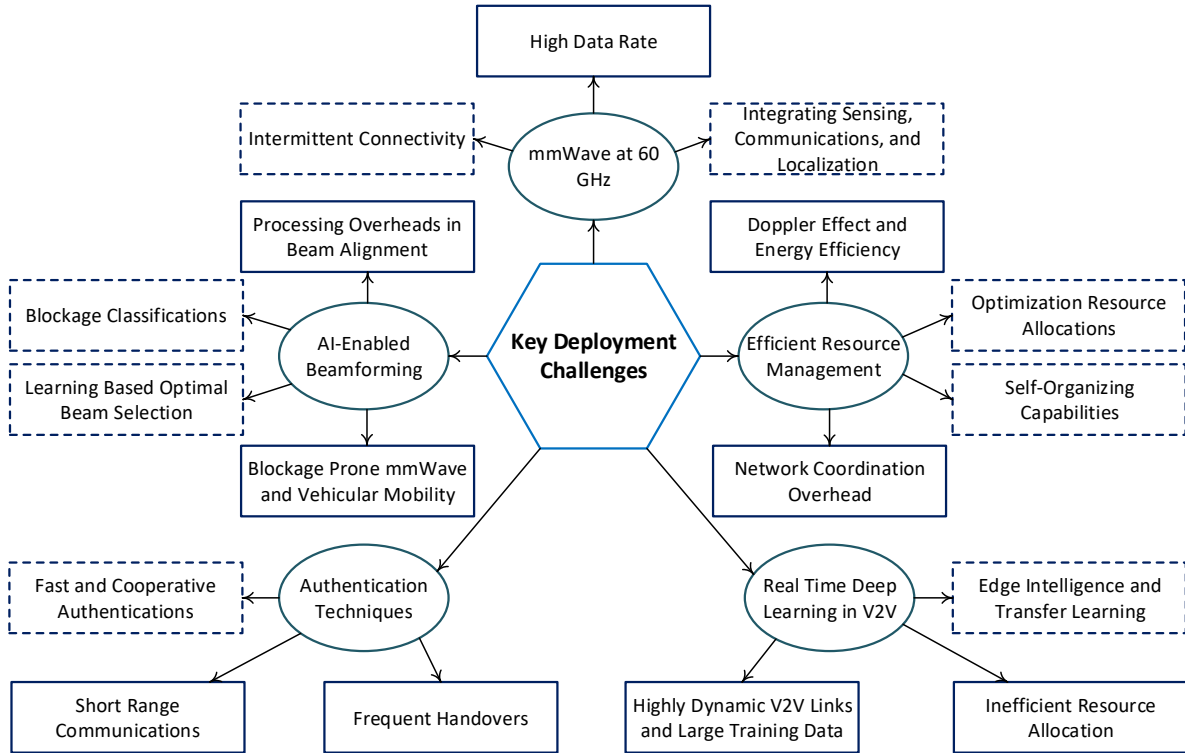 High Data Rate
Intermittent Connectivity
mmWave at 60
GHz
Integrating Sensing,
Communications, and
Localization
Processing Overheads in
Beam Alignment
Doppler Effect and
Energy Efficiency
Blockage Classifications
AI-Enabled
Beamforming
Learning Based Optimal
Beam Selection
Key Deployment
Challenges
Efficient Resource
Management
Optimization Resource
Allocations
Self-Organizing
Capabilities
Blockage Prone mmWave
and Vehicular Mobility
Network Coordination
Overhead
Fast and Cooperative
Authentications
Authentication
Techniques
Real Time Deep
Learning in V2V
Edge Intelligence and
Transfer Learning
Short Range
Communications
Frequent Handovers
Highly Dynamic V2V Links
and Large Training Data
Inefficient Resource
Allocation